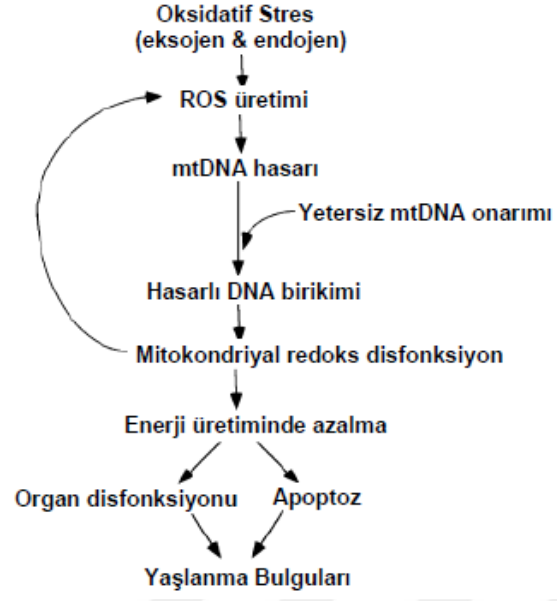 Oksidatif Stres
(eksojen & endojen)
ROS üretimi
mtDNA hasarı
Yetersiz mtDNA onarımı
Hasarlı DNA birikimi
Mitokondriyal redoks disfonksiyon
Enerji üretiminde azalma
Organ disfonksiyonu
Apoptoz
Yaşlanma Bulguları